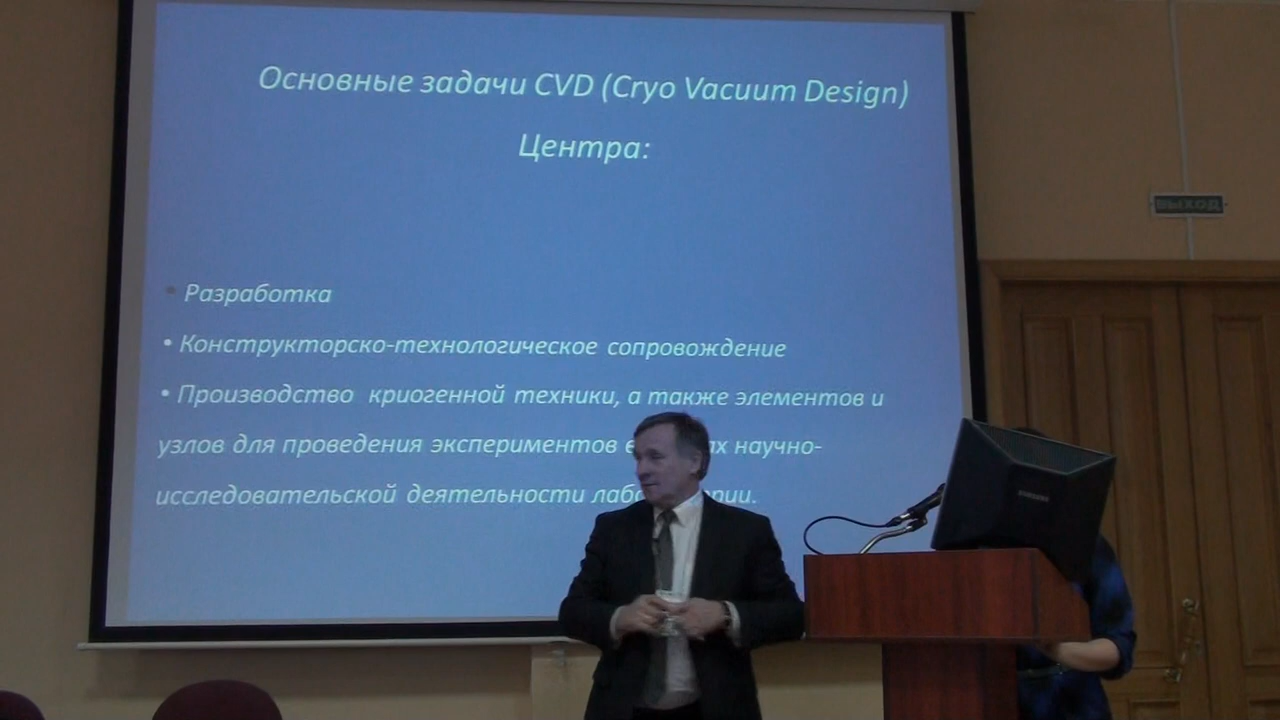 Основные задачи CVD (Cryo Vacuum Design)
Центра:
• Разработка
• Конструкторско-технологическое сопровождение
• Производство криогенной техники, а также элементов и
узлов для проведения экспериментов научно-
исследовательской деятельности
ВЫХОД
SAMSUNG